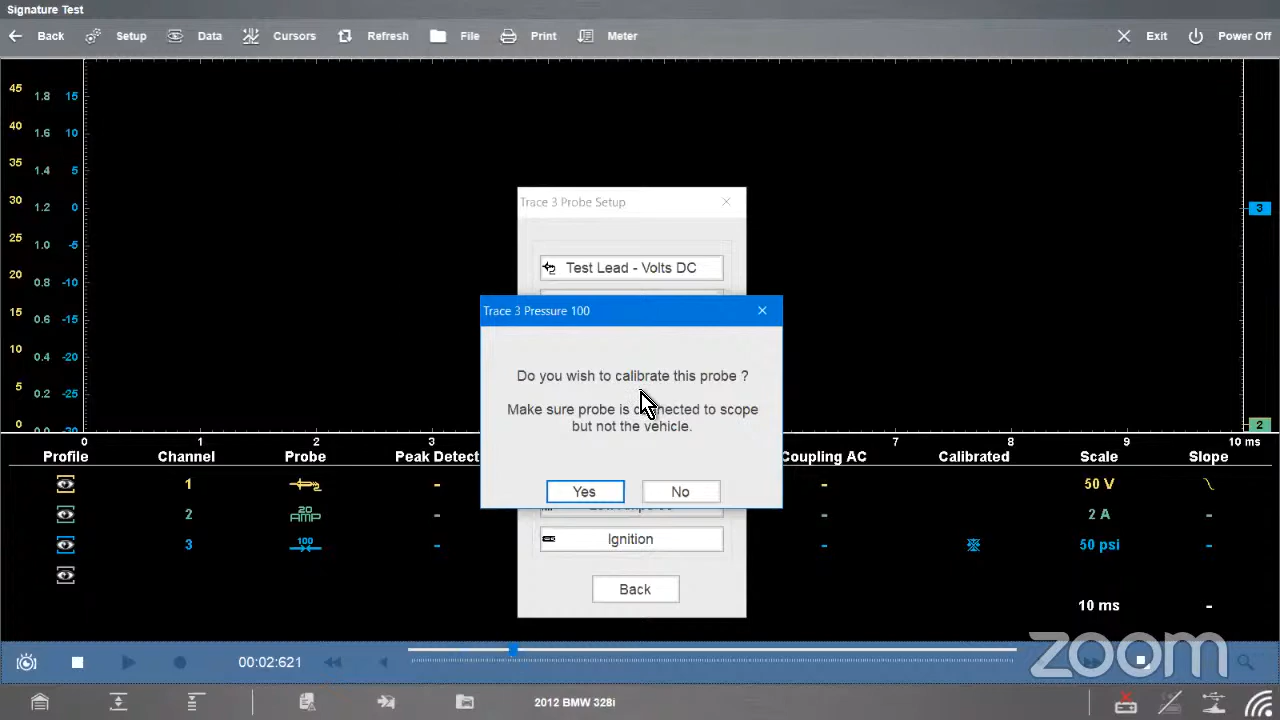 Signature Test
Back Setup Data Cursors Refresh File Print Meter Exit Power Off
45 1.8 15
40 1.6 10
35 1.4 5
30 1.2 0 3
25 1.0 -5
20 0.8 -10
15 0.6 -15
10 0.4 -20
5 0.2 -25
0 0.0 -30 2
0 1 2 3 7 8 9 10 ms
Trace 3 Probe Setup
Test Lead - Volts DC
Trace 3 Pressure 100
Do you wish to calibrate this probe ?
Make sure probe is connected to scope
but not the vehicle.
Yes No
Ignition
Back
Profile Channel Probe Peak Detect Coupling AC Calibrated Scale Slope
1 - - 50 V
2 20 AMP - - 2 A -
3 100 - - 50 psi -
10 ms -
00:02:621
zoom
2012 BMW 328i